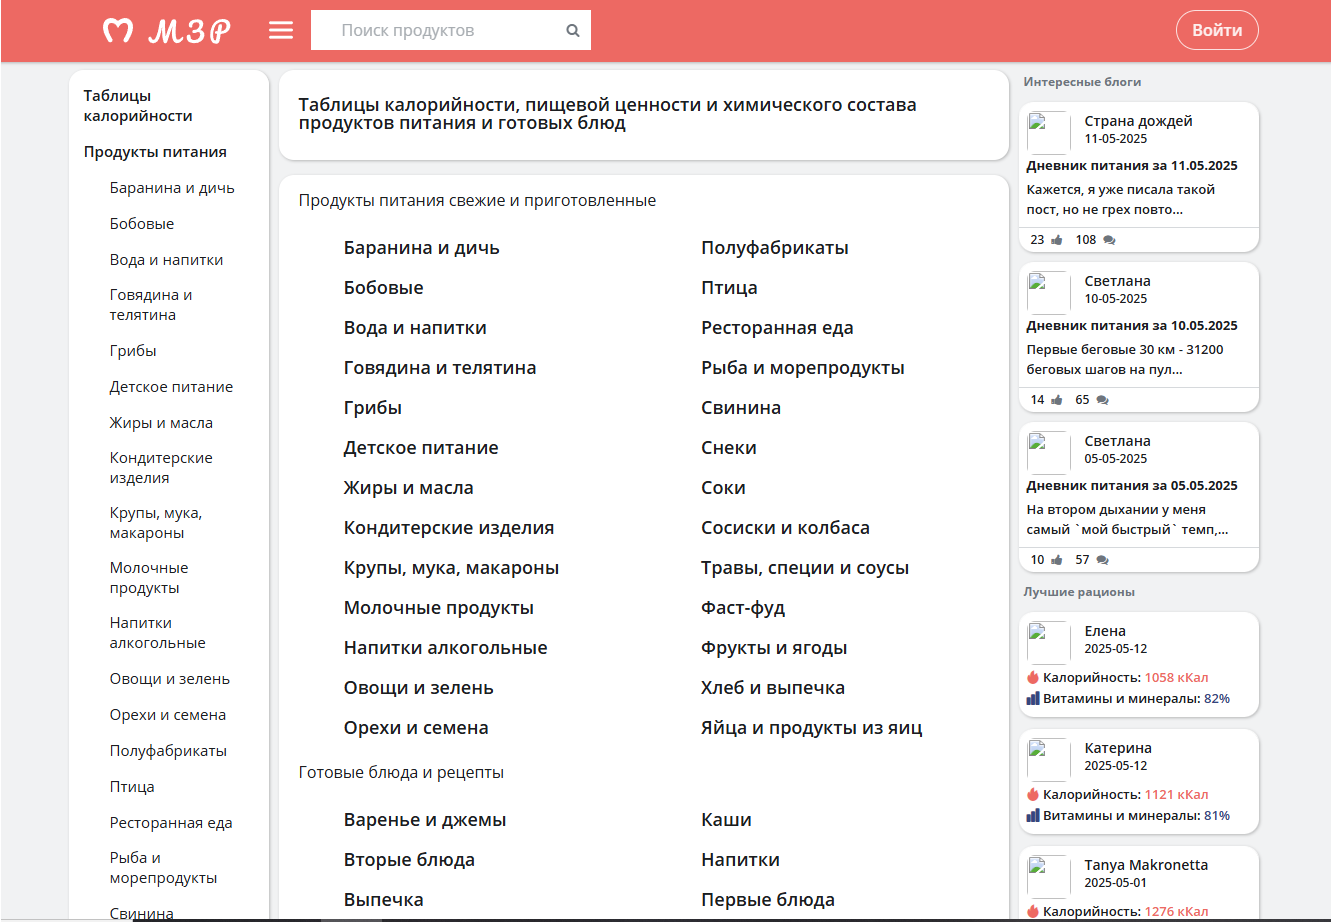 МЗР
Поиск продуктов
Войти
Таблицы
калорийности
Продукты питания
Баранина и дичь
Бобовые
Вода и напитки
Говядина и
телятина
Грибы
Детское питание
Жиры и масла
Кондитерские
изделия
Крупы, мука,
макароны
Молочные
продукты
Напитки
алкогольные
Овощи и зелень
Орехи и семена
Полуфабрикаты
Птица
Ресторанная еда
Рыба и
морепродукты
Свинина
Таблицы калорийности, пищевой ценности и химического состава
продуктов питания и готовых блюд
Продукты питания свежие и приготовленные
Баранина и дичь
Бобовые
Вода и напитки
Говядина и телятина
Грибы
Детское питание
Жиры и масла
Кондитерские изделия
Крупы, мука, макароны
Молочные продукты
Напитки алкогольные
Овощи и зелень
Орехи и семена
Полуфабрикаты
Птица
Ресторанная еда
Рыба и морепродукты
Свинина
Снеки
Соки
Сосиски и колбаса
Травы, специи и соусы
Фаст-фуд
Фрукты и ягоды
Хлеб и выпечка
Яйца и продукты из яиц
Готовые блюда и рецепты
Варенье и джемы
Вторые блюда
Выпечка
Каши
Напитки
Первые блюда
Интересные блоги
Страна дождей
11-05-2025
Дневник питания за 11.05.2025
Кажется, я уже писала такой
пост, но не грех повто...
23 108
Светлана
10-05-2025
Дневник питания за 10.05.2025
Первые беговые 30 км - 31200
беговых шагов на пул...
14 65
Светлана
05-05-2025
Дневник питания за 05.05.2025
На втором дыхании у меня
самый `мой быстрый` темп,...
10 57
Лучшие рационы
Елена
2025-05-12
Калорийность: 1058 кКал
Витамины и минералы: 82%
Катерина
2025-05-12
Калорийность: 1121 кКал
Витамины и минералы: 81%
Tanya Makronetta
2025-05-01
Калорийность: 1276 кКал